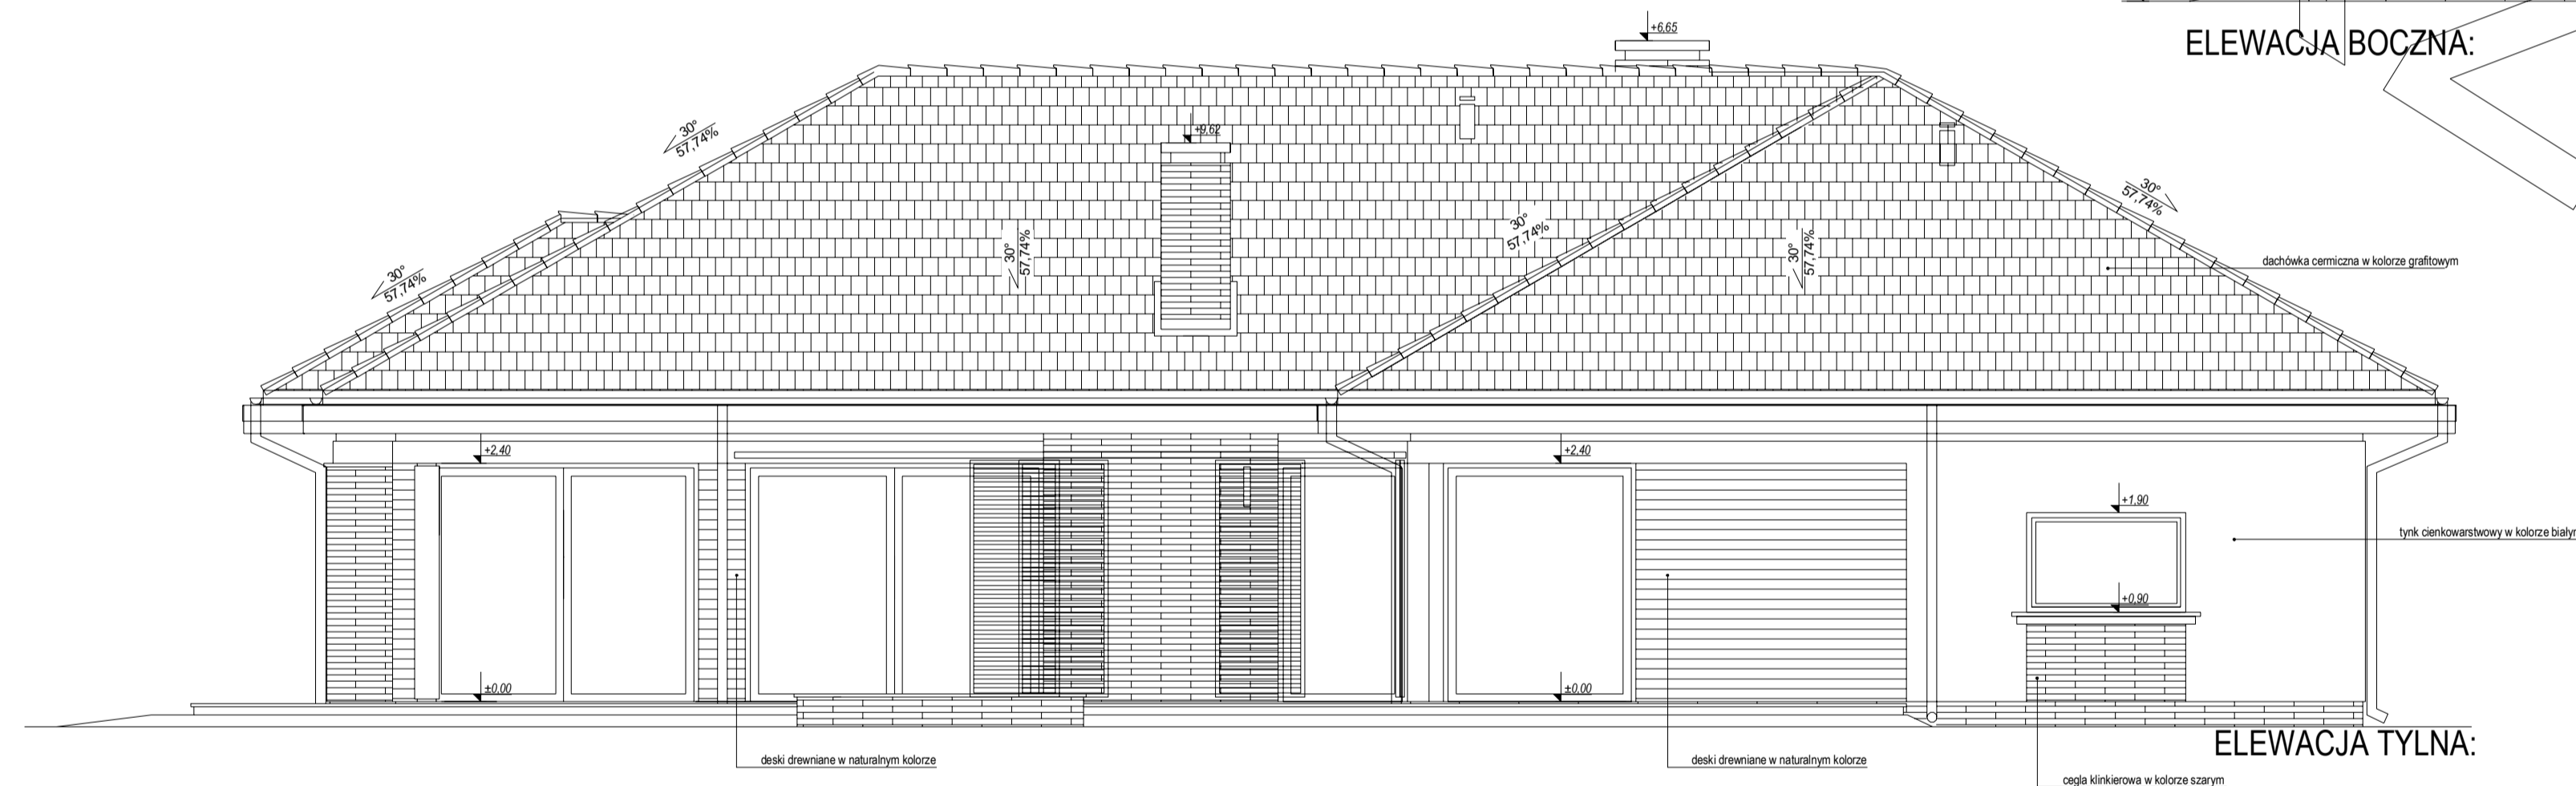 +6,65
ELEWACJA BOCZNA:
30°
57,74%
+9,62
30°
57,74%
30°
57,74%
30°
57,74%
30°
57,74%
30°
57,74%
dachówka cermiczna w kolorze grafitowym
+2,40
+2,40
+1,90
tynk cienkowarstwowy w kolorze
+0,90
±0,00
±0,00
ELEWACJA TYLNA:
deski drewniane w naturalnym kolorze
deski drewniane w naturalnym kolorze
cegla klinkierowa w kolorze szarym